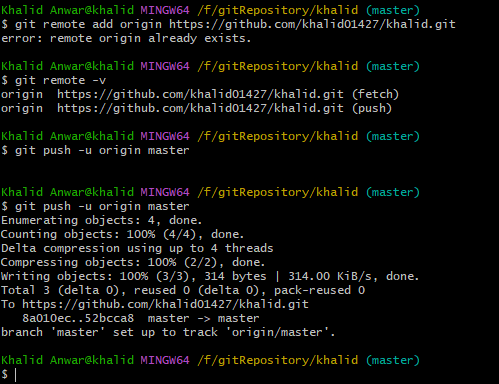 Khalid Anwar@khalid MINGW64 /f/gitRepository/khalid (master)
$ git remote add origin https://github.com/khalid01427/khalid.git
error: remote origin already exists.
Khalid Anwar@khalid MINGW64 /f/gitRepository/khalid (master)
$ git remote -v
origin  https://github.com/khalid01427/khalid.git (fetch)
origin  https://github.com/khalid01427/khalid.git (push)
Khalid Anwar@khalid MINGW64 /f/gitRepository/khalid (master)
$ git push -u origin master
Khalid Anwar@khalid MINGW64 /f/gitRepository/khalid (master)
$ git push -u origin master
Enumerating objects: 4, done.
Counting objects: 100% (4/4), done.
Delta compression using up to 4 threads
Compressing objects: 100% (2/2), done.
Writing objects: 100% (3/3), 314 bytes | 314.00 KiB/s, done.
Total 3 (delta 0), reused 0 (delta 0), pack-reused 0
To https://github.com/khalid01427/khalid.git
   8a010ec..52bcca8  master -> master
branch 'master' set up to track 'origin/master'.
Khalid Anwar@khalid MINGW64 /f/gitRepository/khalid (master)
$